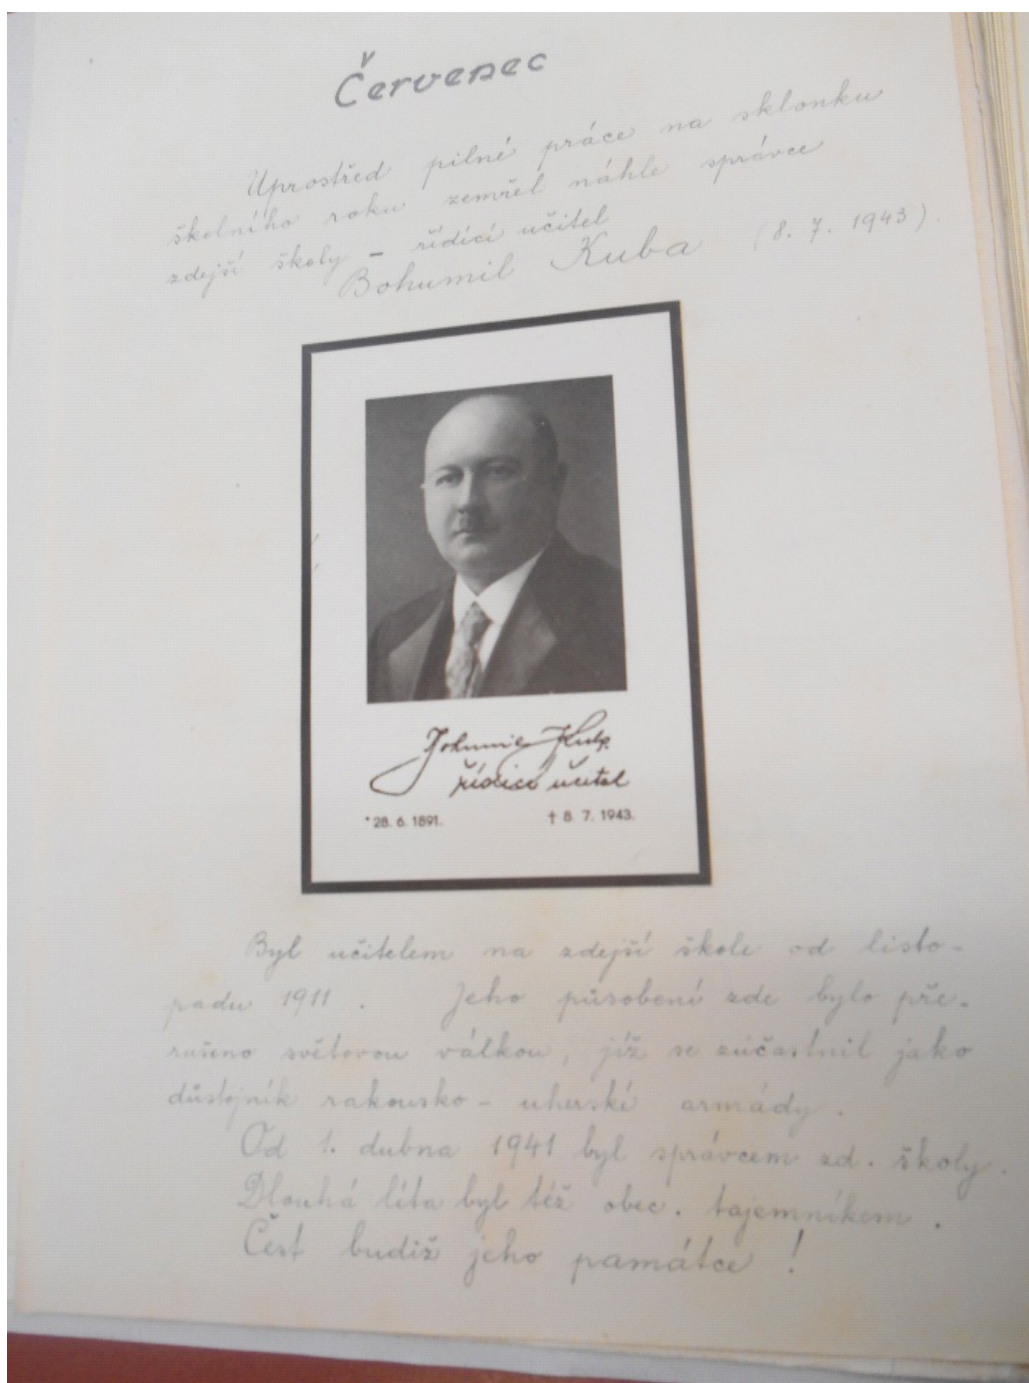 Červenec
Uprostřed pilné práce na sklonku
školního roku zemřel náhle správce
zdejší školy – řídící učitel
Bohumil Kuba (8. 7. 1943).
Bohumil Kuba
řídící učitel
* 28. 6. 1891. † 8. 7. 1943.
Byl učitelem na zdejší škole od listo-
padu 1911. Jeho působení zde bylo pře-
rušeno světovou válkou, jíž se zúčastnil jako
důstojník rakousko - uherské armády.
Od 1. dubna 1941 byl správcem zd. školy.
Dlouhá léta byl též obec. tajemníkem.
Čest budiž jeho památce!